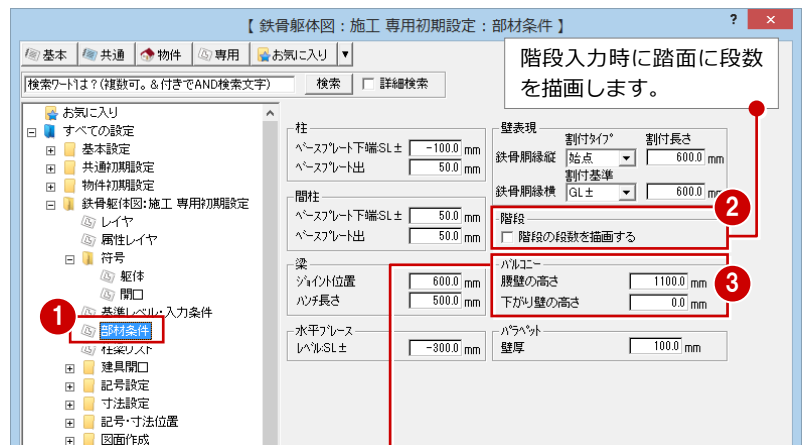 【 鉄骨躯体図：施工 専用初期設定：部材条件 】
? ×
基本 共通 物件 専用 お気に入り ▼
検索ワードは？(複数可。&付きでAND検索文字) 検索 詳細検索
階段入力時に踏面に段数
を描画します。
お気に入り
すべての設定
基本設定
共通初期設定
物件初期設定
鉄骨躯体図:施工 専用初期設定
レイヤ
属性レイヤ
符号
躯体
開口
基準レベル・入力条件
1
部材条件
柱梁リスト
建具開口
記号設定
寸法設定
記号・寸法位置
図面作成
柱
ベースプレート下端:SL± -100.0 mm
ベースプレート出 50.0 mm
間柱
ベースプレート下端:SL± 50.0 mm
ベースプレート出 50.0 mm
梁
ジョイント位置 600.0 mm
ハンチ長さ 500.0 mm
水平ブレース
レベル:SL± -300.0 mm
壁表現
割付タイプ 割付長さ
鉄骨胴縁縦 始点 600.0 mm
割付基準
鉄骨胴縁横 GL± 600.0 mm
2
階段
階段の段数を描画する
バルコニー
腰壁の高さ 1100.0 mm
下がり壁の高さ 0.0 mm
3
パラペット
壁厚 100.0 mm